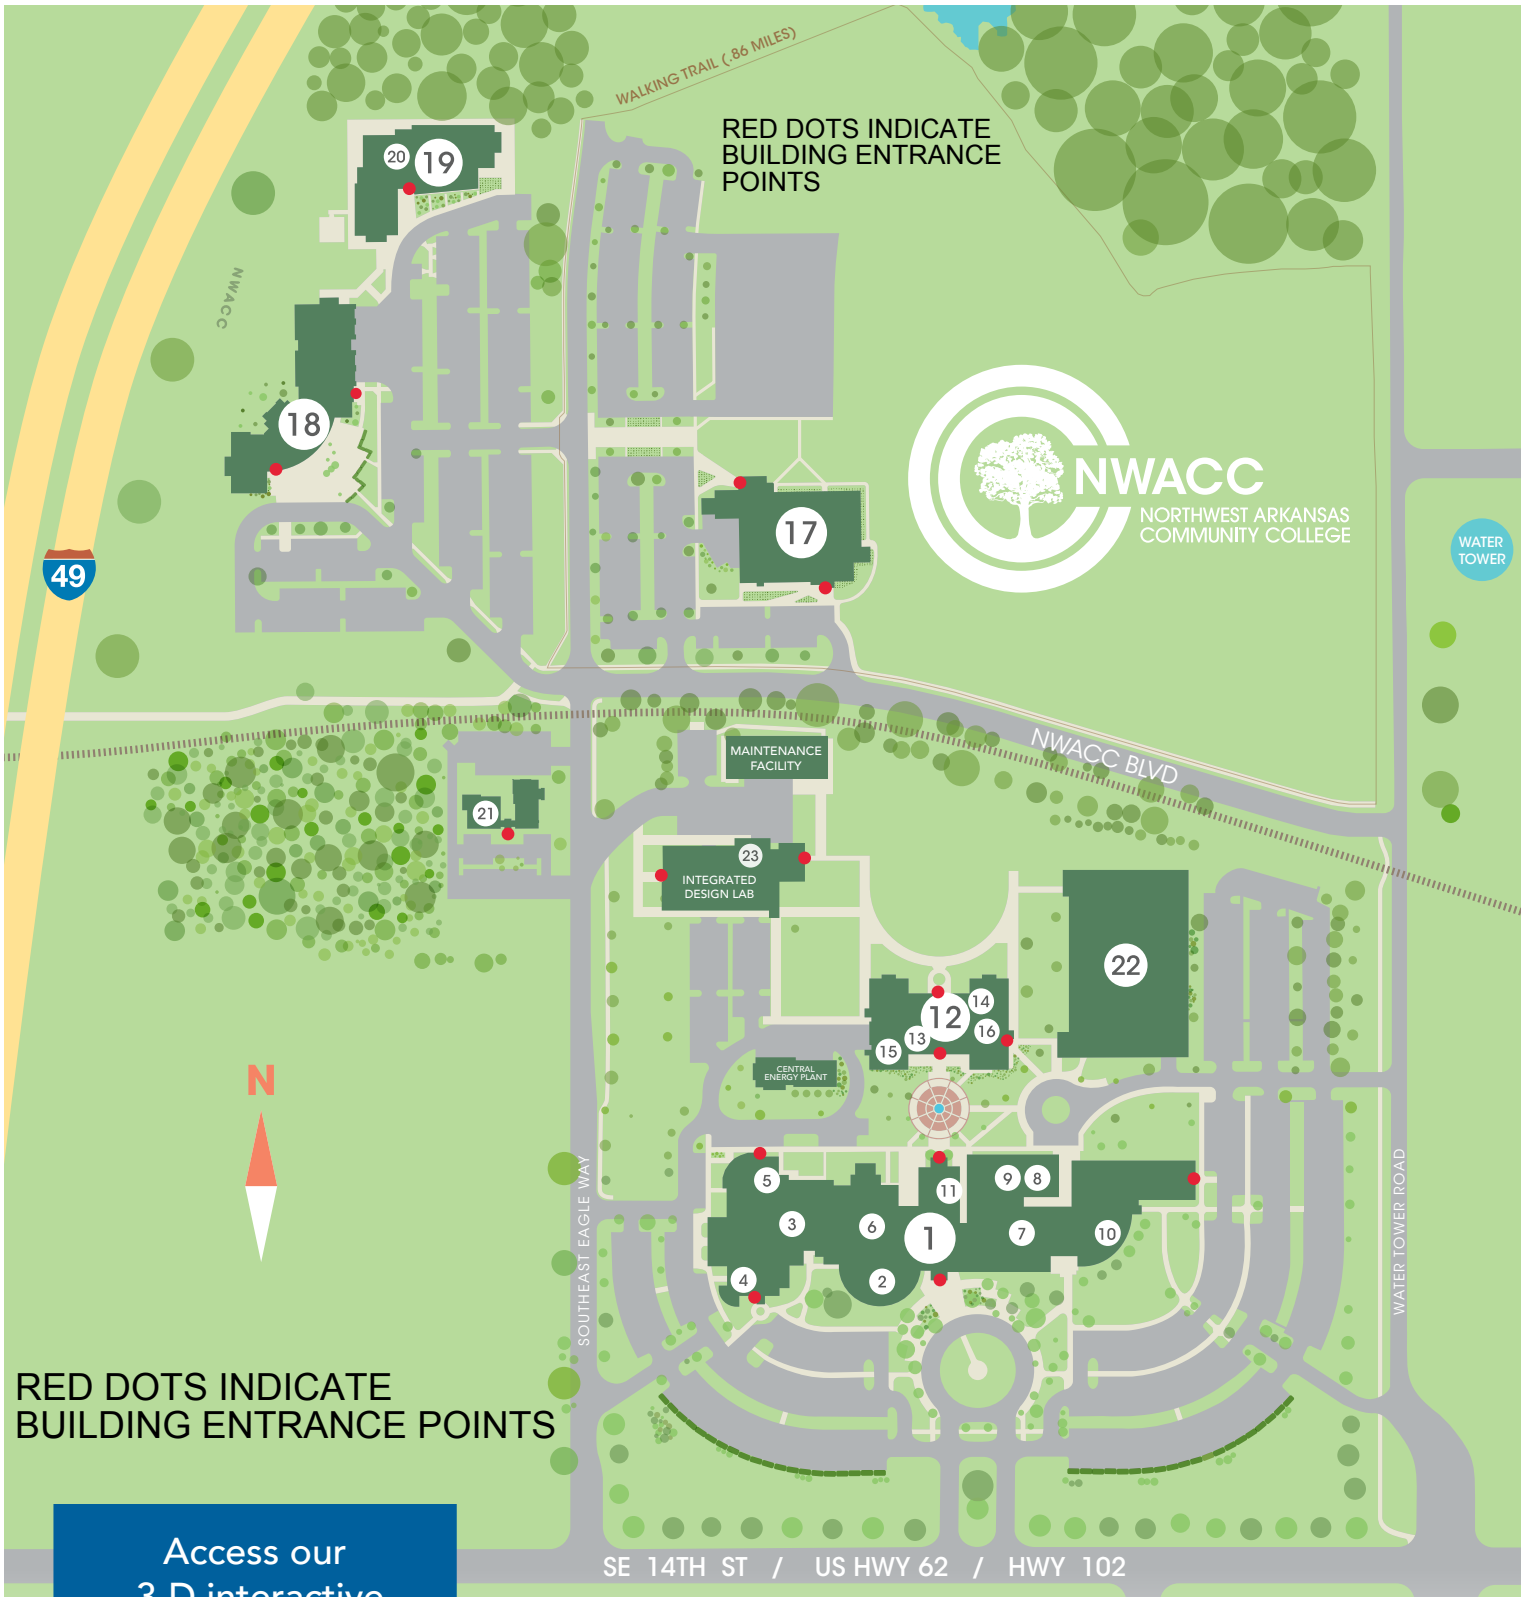 WALKING TRAIL (.86 MILES)
RED DOTS INDICATE
BUILDING ENTRANCE
POINTS
20
19
NWACC
18
17
NWACC
NORTHWEST ARKANSAS
COMMUNITY COLLEGE
WATER
TOWER
49
NWACC BLVD
MAINTENANCE
FACILITY
21
23
INTEGRATED
DESIGN LAB
22
14
12
16
13
15
CENTRAL
ENERGY PLANT
N
SOUTHEAST EAGLE WAY
WATER TOWER ROAD
5
9
8
11
3
6
1
7
10
4
2
RED DOTS INDICATE
BUILDING ENTRANCE POINTS
Access our
3-D interactive
SE 14TH ST / US HWY 62 / HWY 102